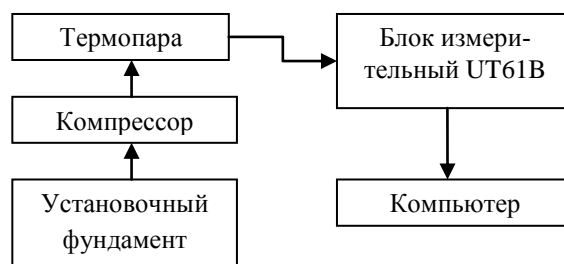 Термопара
Блок измери-
тельный UT61B
Компрессор
Установочный
фундамент
Компьютер